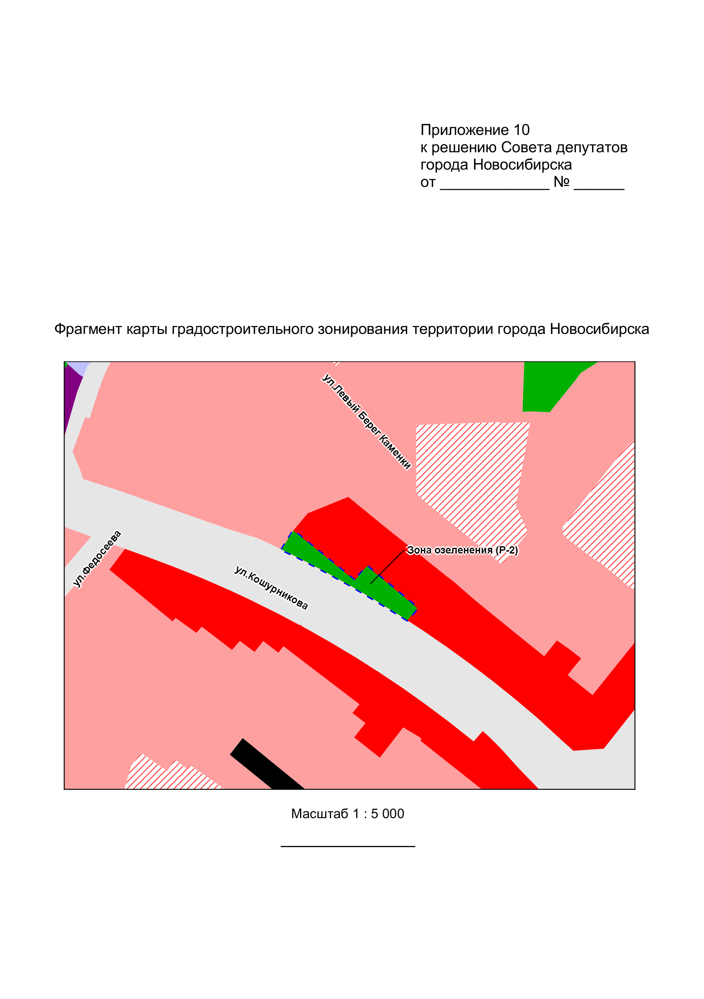 Приложение 10
к решению Совета депутатов
города Новосибирска
от _____________ № ______
Фрагмент карты градостроительного зонирования территории города Новосибирска
ул.Левый Берег Каменки
Зона озеленения (Р-2)
ул.Федосеева
ул.Кошурникова
Масштаб 1 : 5 000